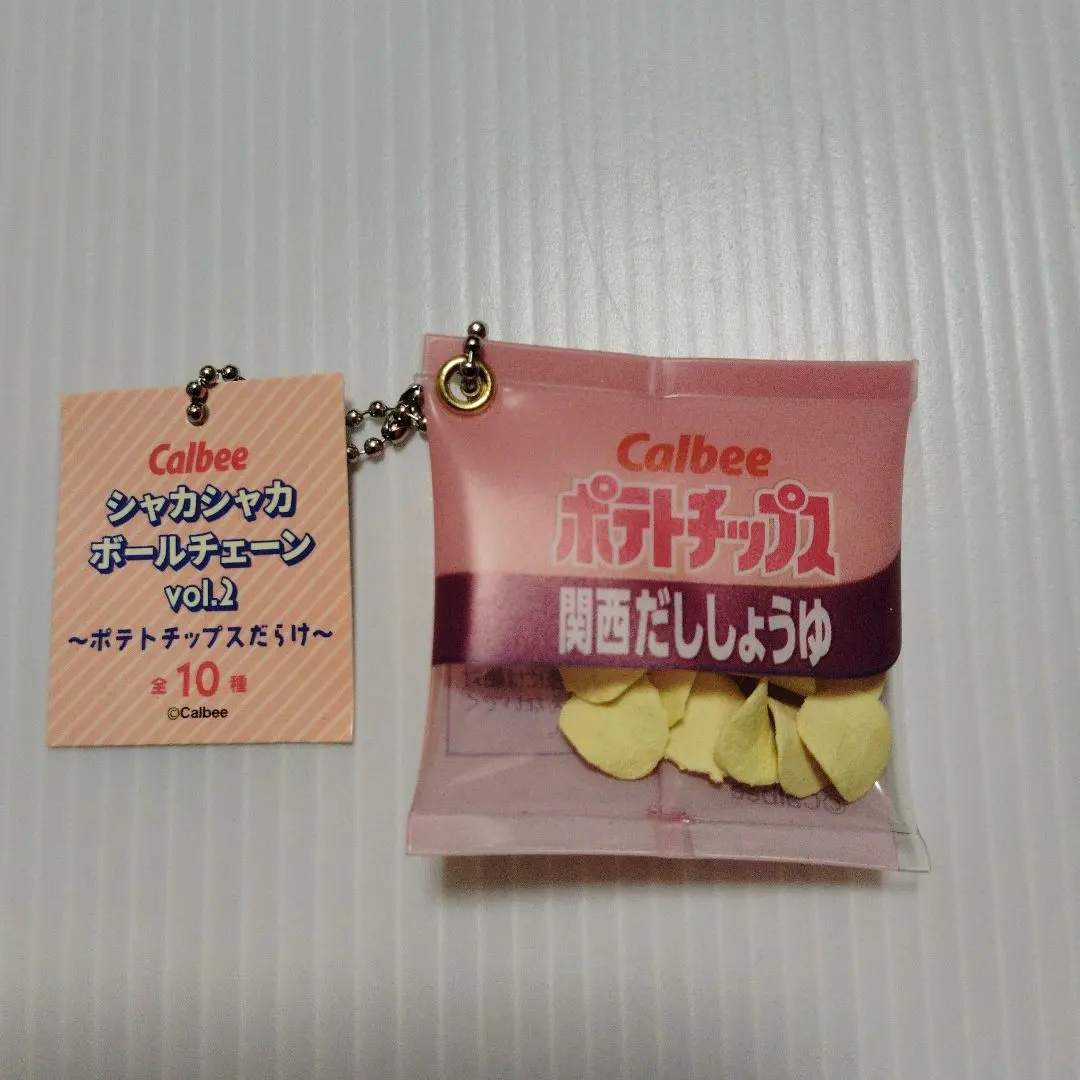 Calbee
シャカシャカ
ボールチェーン
vol.2
～ポテトチップスだらけ～
全10種
©Calbee
Calbee
ポテトチップス
関西だししょうゆ
©Calbee